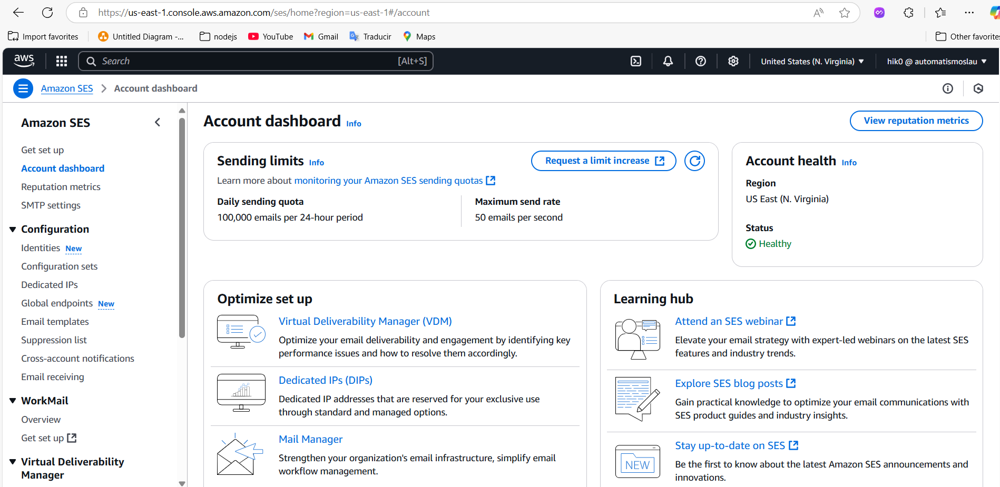 https://us-east-1.console.aws.amazon.com/ses/home?region=us-east-1#/account
Import favorites
Untitled Diagram -...
nodejs
YouTube
Gmail
Traducir
Maps
Other favorites
aws
Search
[Alt+S]
United States (N. Virginia)
hik0 @ automatismoslau
Amazon SES
Account dashboard
Amazon SES
Get set up
Account dashboard
Reputation metrics
SMTP settings
Configuration
Identities New
Configuration sets
Dedicated IPs
Global endpoints New
Email templates
Suppression list
Cross-account notifications
Email receiving
WorkMail
Overview
Get set up
Virtual Deliverability
Manager
Account dashboard Info
View reputation metrics
Sending limits Info
Request a limit increase
Learn more about monitoring your Amazon SES sending quotas
Daily sending quota
100,000 emails per 24-hour period
Maximum send rate
50 emails per second
Account health Info
Region
US East (N. Virginia)
Status
Healthy
Optimize set up
Virtual Deliverability Manager (VDM)
Optimize your email deliverability and engagement by identifying key
performance issues and how to resolve them accordingly.
Dedicated IPs (DIPs)
Dedicated IP addresses that are reserved for your exclusive use
through standard and managed options.
Mail Manager
Strengthen your organization's email infrastructure, simplify email
workflow management.
Learning hub
Attend an SES webinar
Elevate your email strategy with expert-led webinars on the latest SES
features and industry trends.
Explore SES blog posts
Gain practical knowledge to optimize your email communications with
SES product guides and industry insights.
NEW
Stay up-to-date on SES
Be the first to know about the latest Amazon SES announcements and
innovations.